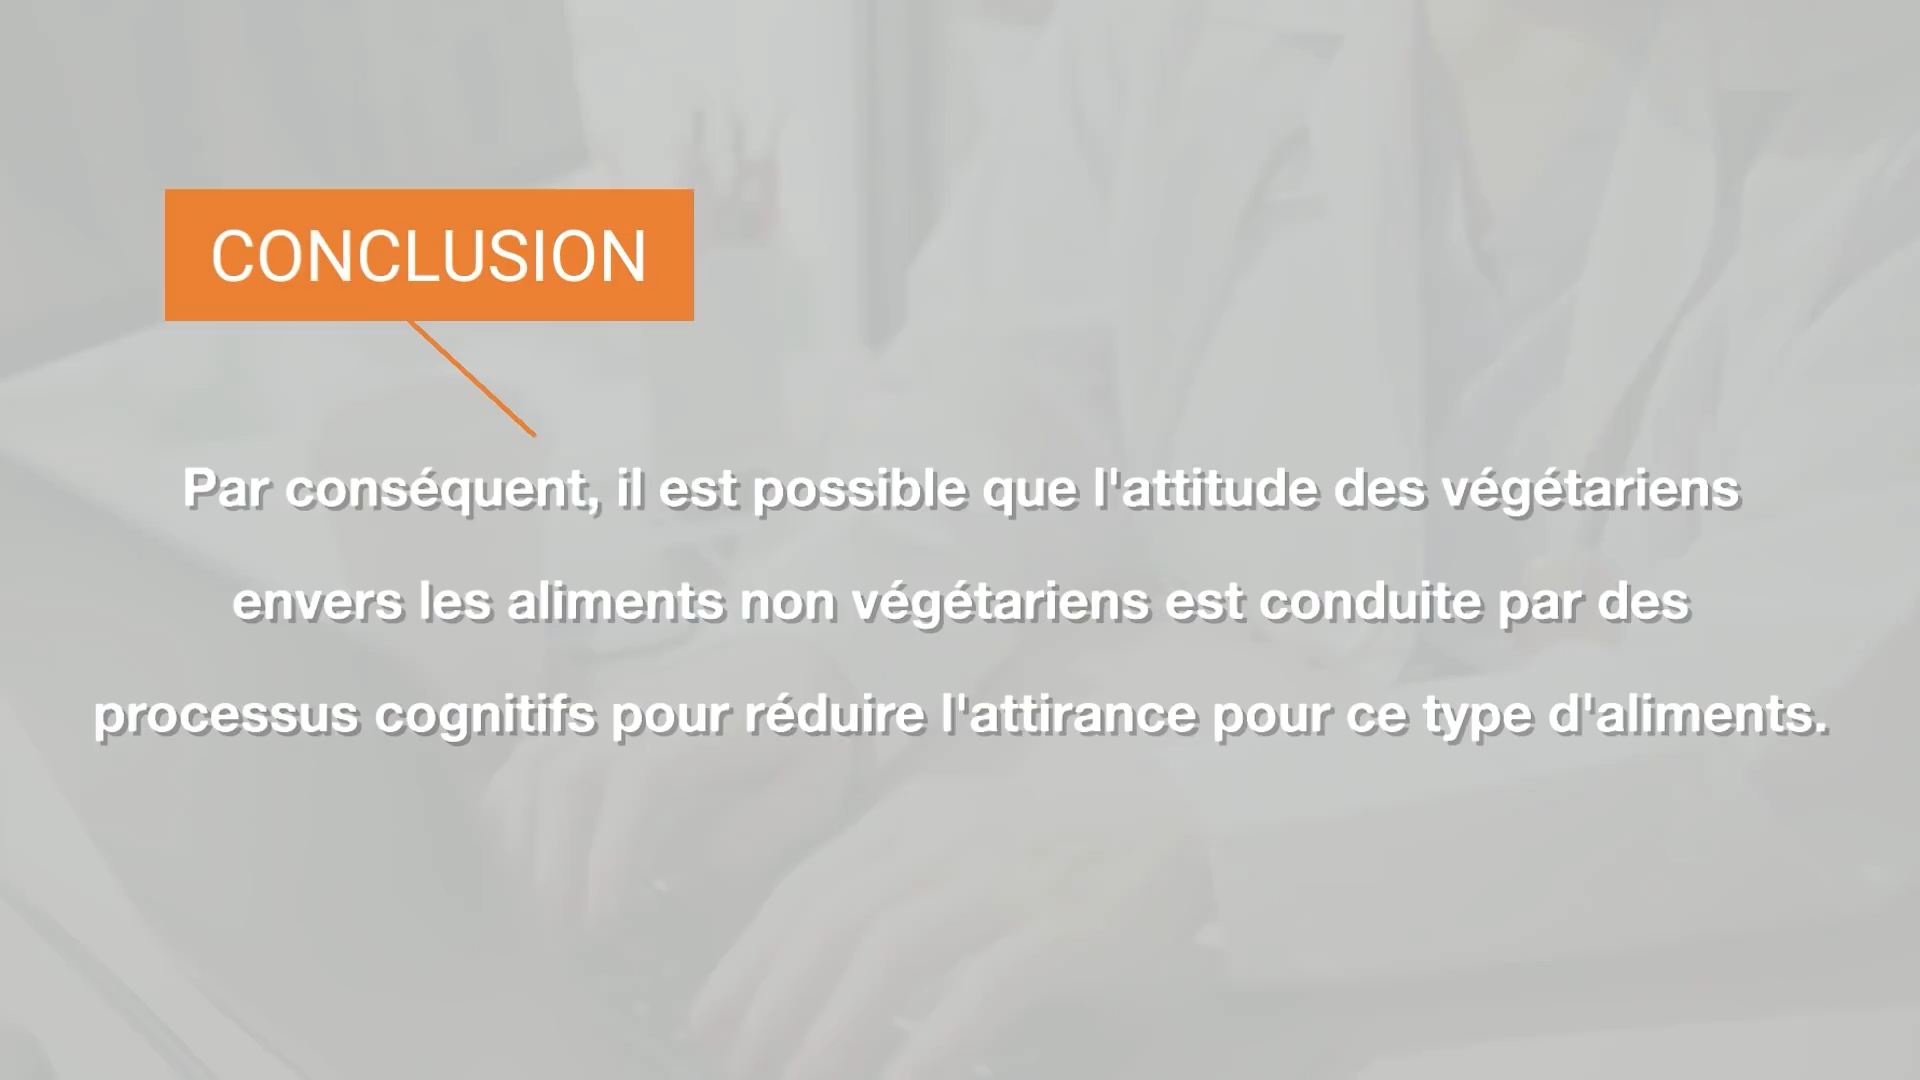 CONCLUSION
Par conséquent, il est possible que l'attitude des végétariens
envers les aliments non végétariens est conduite par des
processus cognitifs pour réduire l'attirance pour ce type d'aliments.